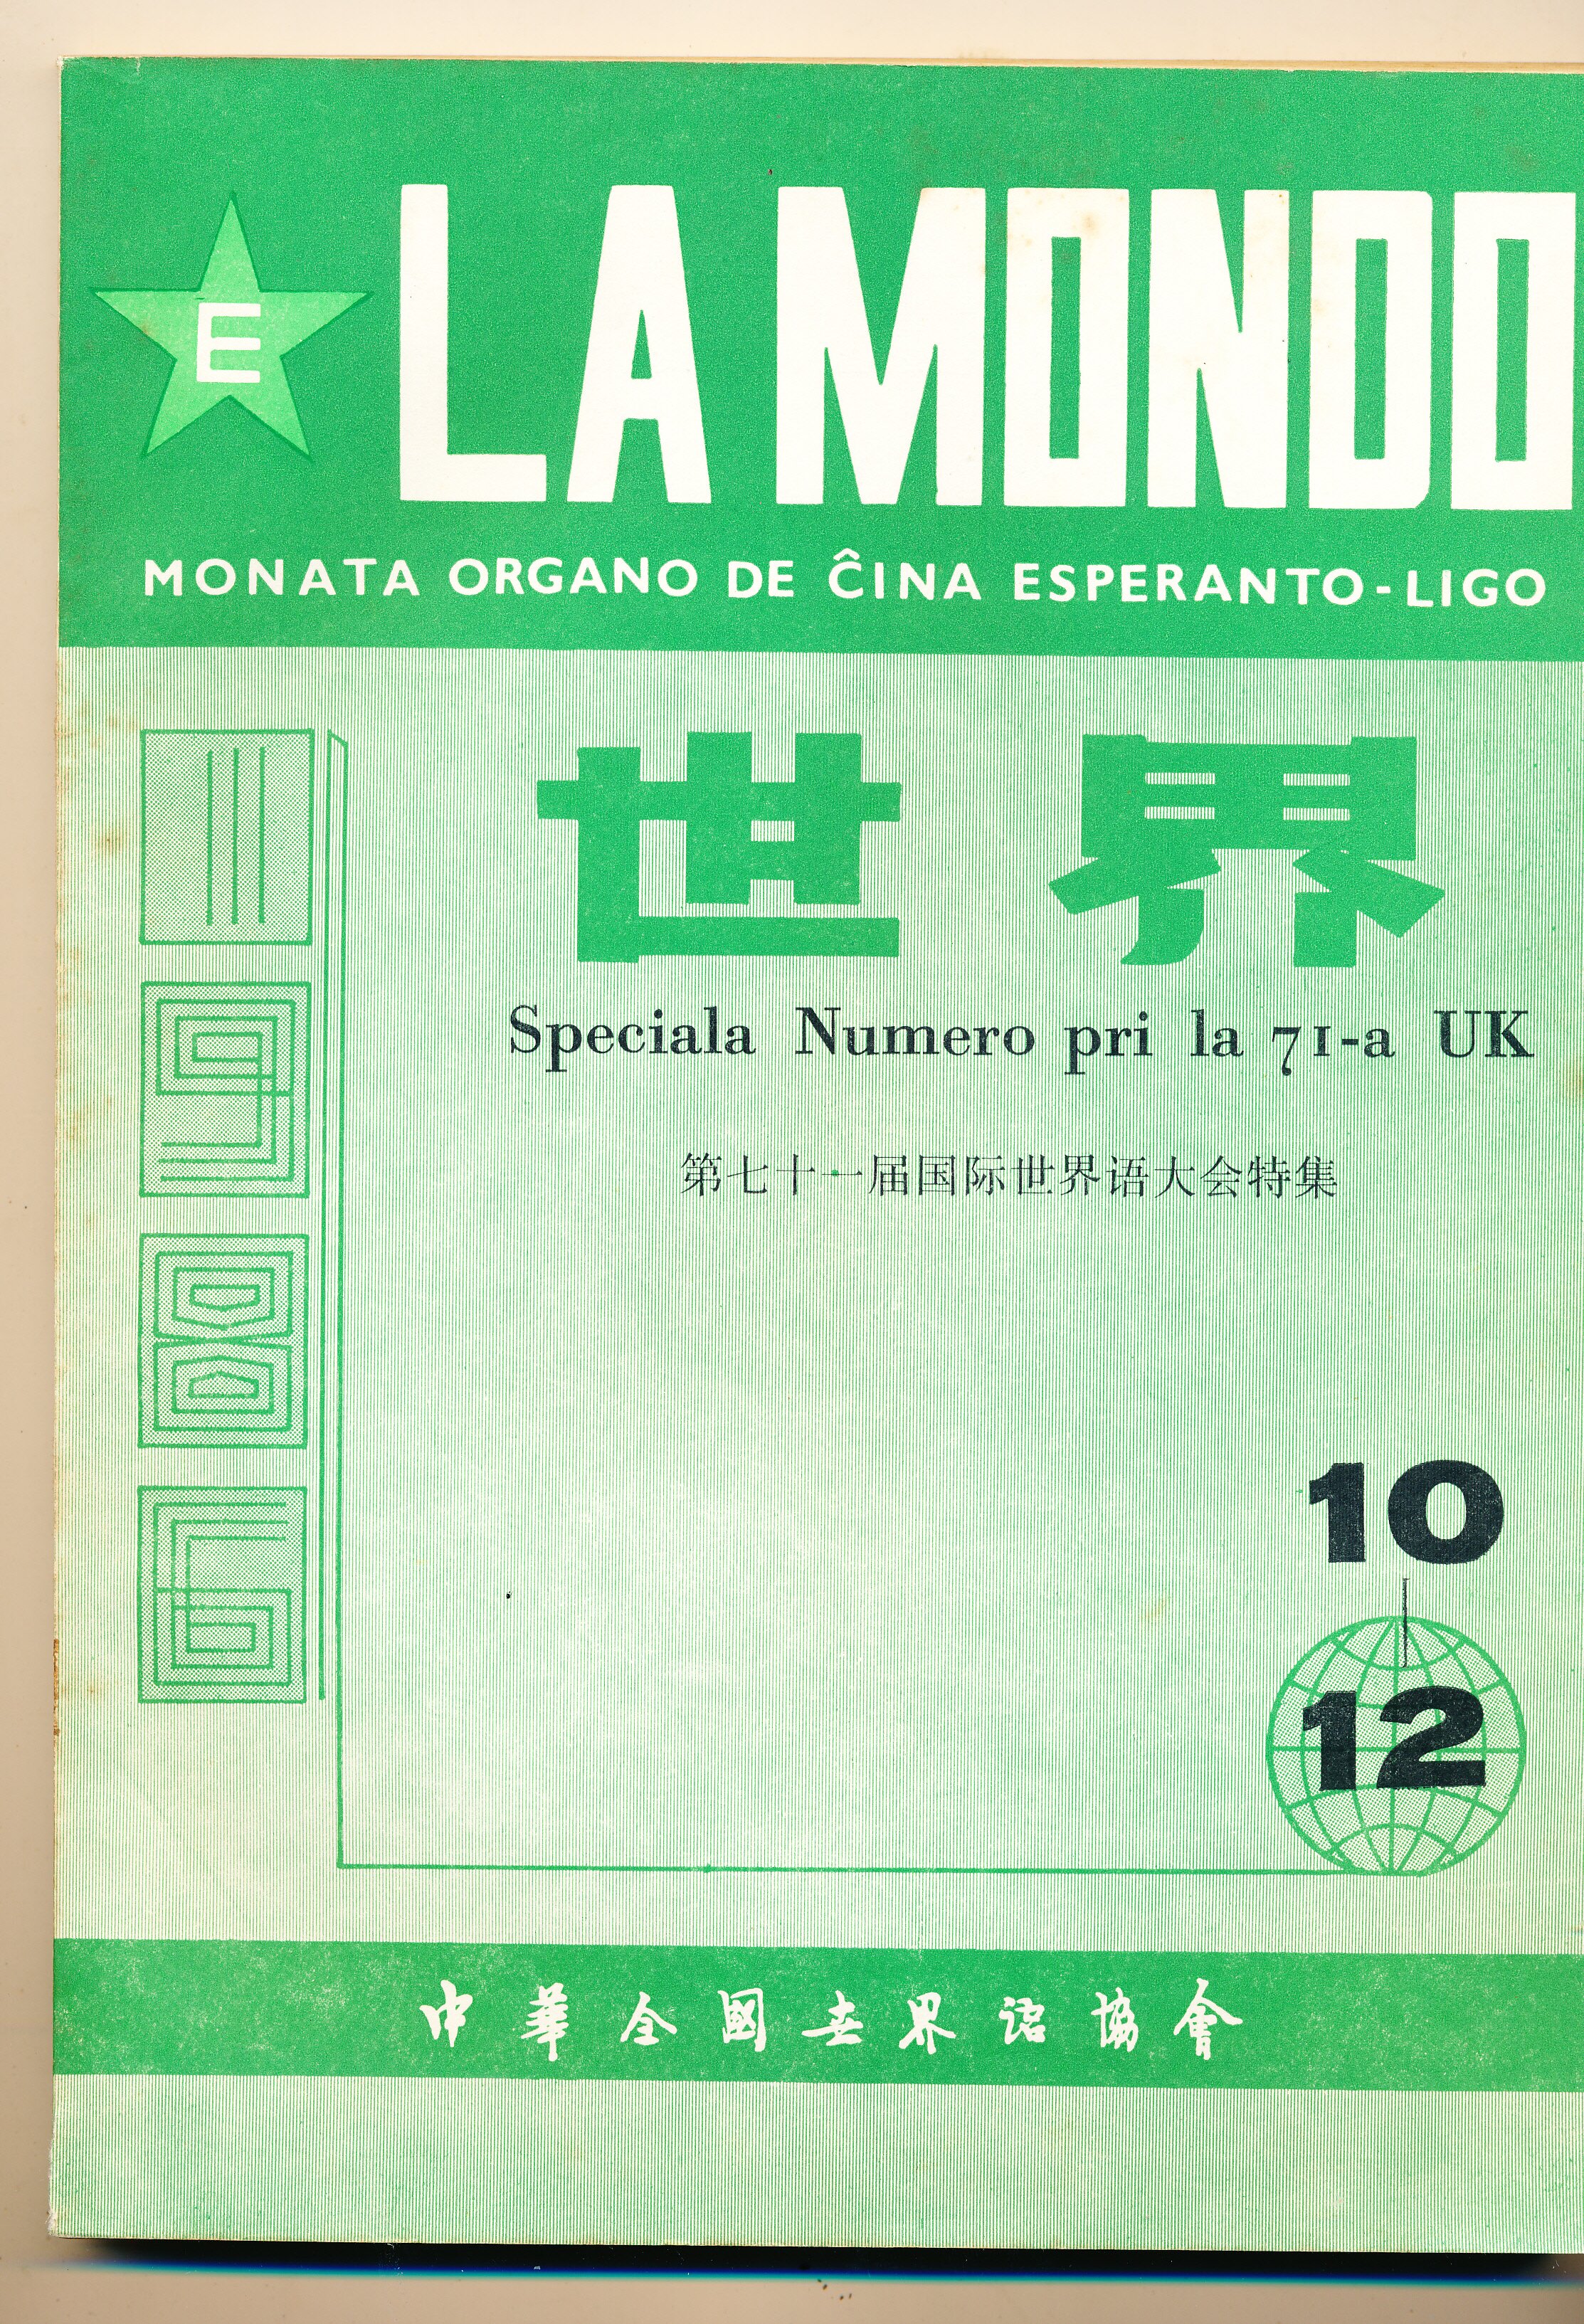 E
LA MONDO
MONATA ORGANO DE ĈINA ESPERANTO-LIGO
1986
世界
Speciala Numero pri la 71-a UK
第七十一届国际世界语大会特集
10
12
中華全國世界語協會